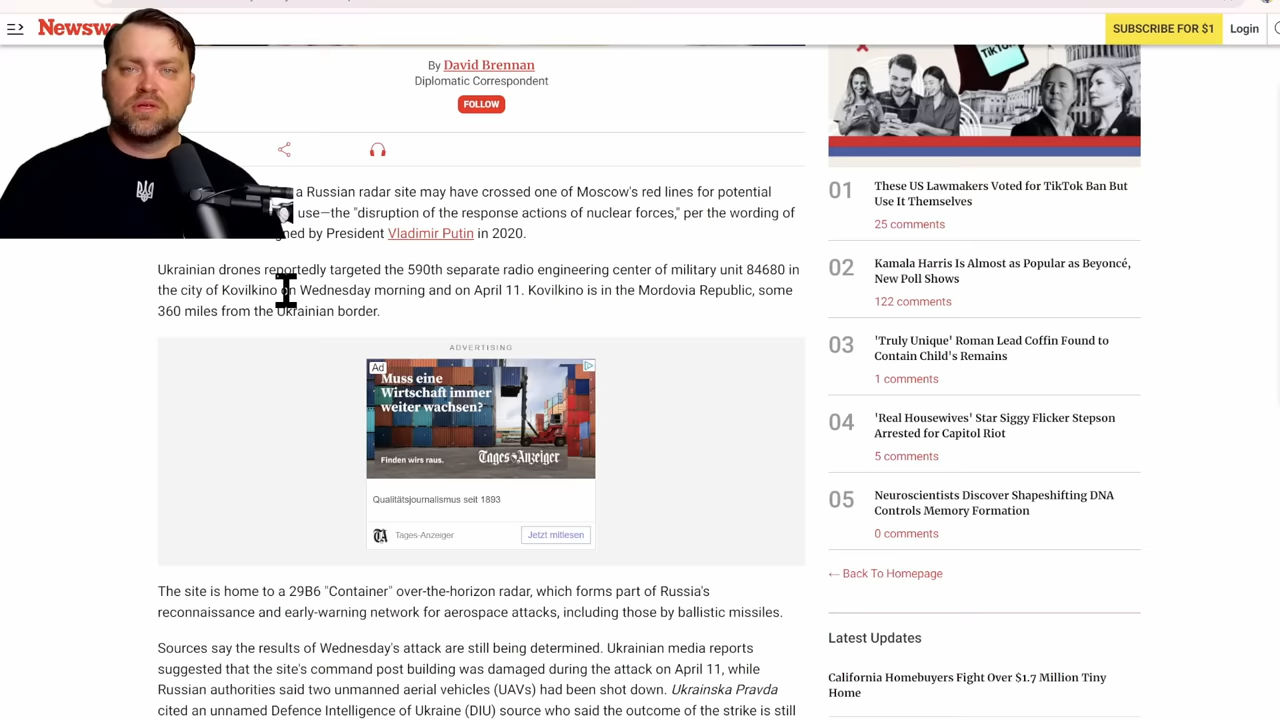 Newsw
SUBSCRIBE FOR $1
Login
By David Brennan
Diplomatic Correspondent
FOLLOW
a Russian radar site may have crossed one of Moscow's red lines for potential
use—the "disruption of the response actions of nuclear forces," per the wording of
by President Vladimir Putin in 2020.
Ukrainian drones reportedly targeted the 590th separate radio engineering center of military unit 84680 in
the city of Kovilkino on Wednesday morning and on April 11. Kovilkino is in the Mordovia Republic, some
360 miles from the Ukrainian border.
ADVERTISING
Ad
Muss eine
Wirtschaft immer
weiter wachsen?
Finden wirs raus.
Tages-Anzeiger
Qualitätsjournalismus seit 1893
TA
Tages-Anzeiger
Jetzt mitlesen
The site is home to a 29B6 "Container" over-the-horizon radar, which forms part of Russia's
reconnaissance and early-warning network for aerospace attacks, including those by ballistic missiles.
Sources say the results of Wednesday's attack are still being determined. Ukrainian media reports
suggested that the site's command post building was damaged during the attack on April 11, while
Russian authorities said two unmanned aerial vehicles (UAVs) had been shot down. Ukrainska Pravda
cited an unnamed Defence Intelligence of Ukraine (DIU) source who said the outcome of the strike is still
TikTok
01
These US Lawmakers Voted for TikTok Ban But
Use It Themselves
25 comments
02
Kamala Harris Is Almost as Popular as Beyoncé,
New Poll Shows
122 comments
03
'Truly Unique' Roman Lead Coffin Found to
Contain Child's Remains
1 comments
04
'Real Housewives' Star Siggy Flicker Stepson
Arrested for Capitol Riot
5 comments
05
Neuroscientists Discover Shapeshifting DNA
Controls Memory Formation
0 comments
← Back To Homepage
Latest Updates
California Homebuyers Fight Over $1.7 Million Tiny
Home